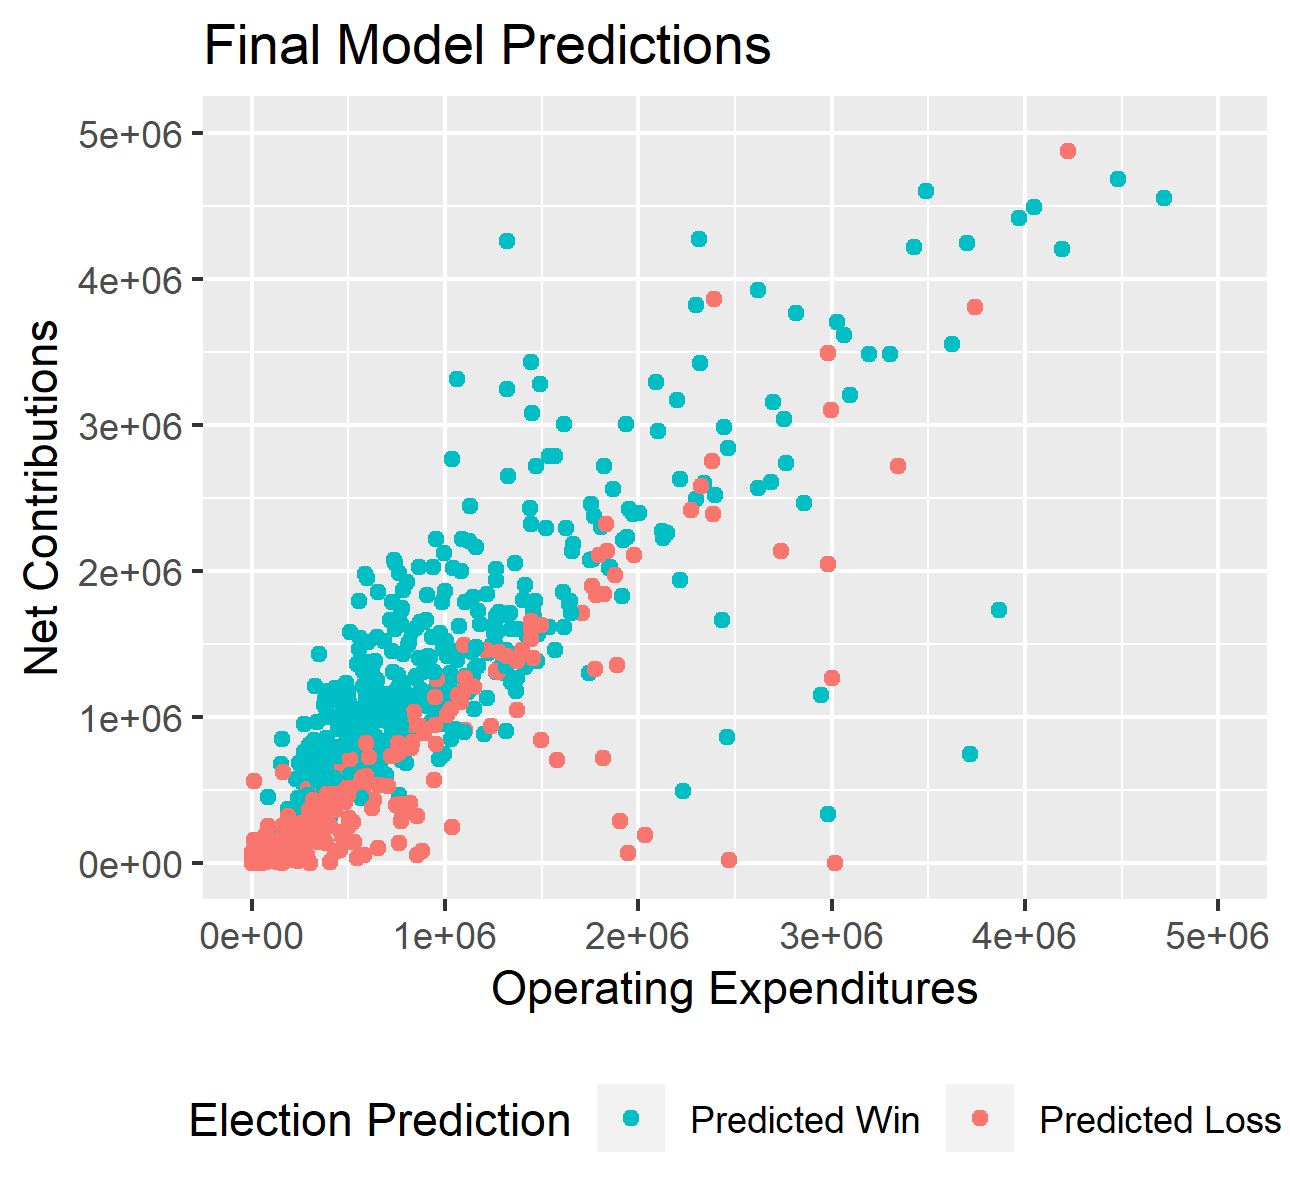 Final Model Predictions
5e+06
4e+06
3e+06
2e+06
1e+06
0e+00
Net Contributions
0e+00 1e+06 2e+06 3e+06 4e+06 5e+06
Operating Expenditures
Election Prediction Predicted Win Predicted Loss